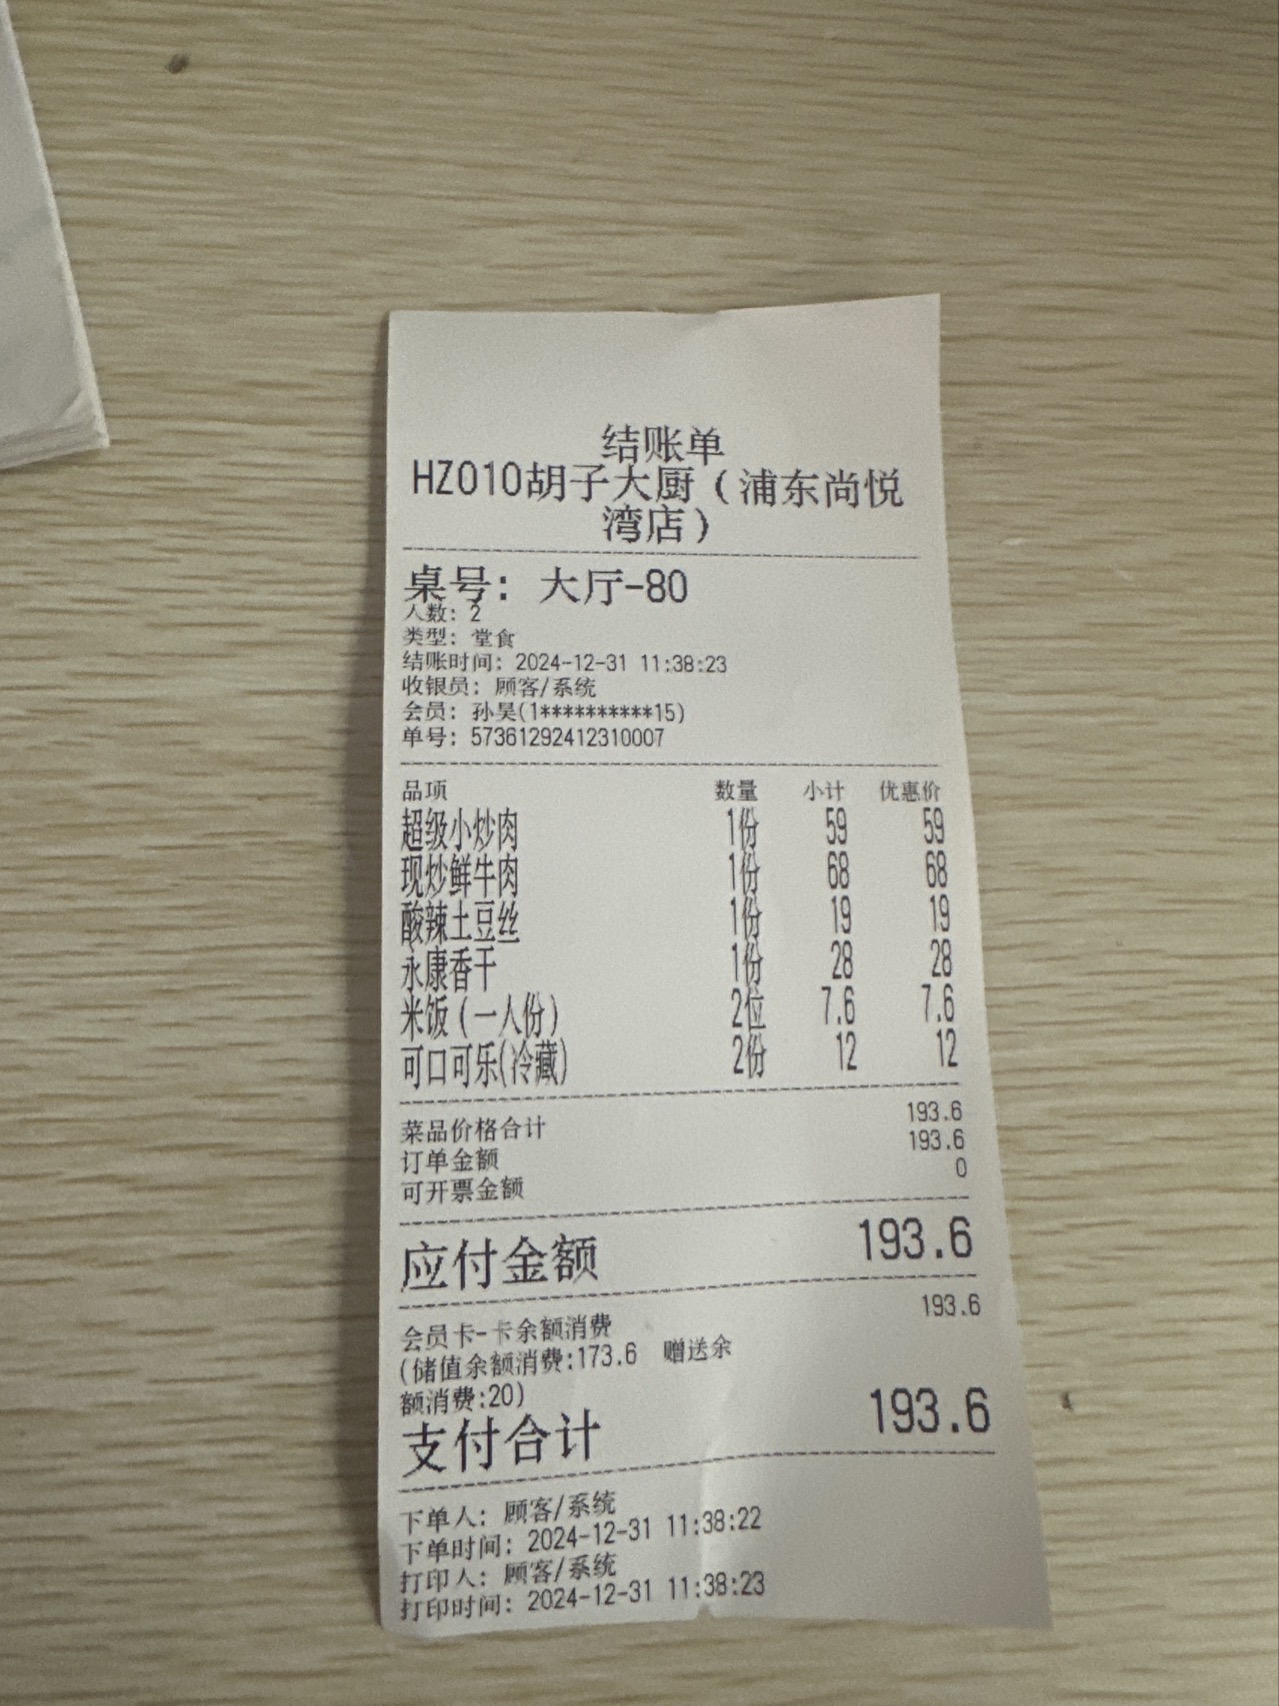 结账单
HZ010胡子大厨（浦东尚悦
湾店）
桌号：大厅-80
人数：2
类型：堂食
结账时间：2024-12-31 11:38:23
收银员：顾客/系统
会员：孙昊(1**********15)
单号：57361292412310007
品项 数量 小计 优惠价
超级小炒肉 1份 59 59
现炒鲜牛肉 1份 68 68
酸辣土豆丝 1份 19 19
永康香干 1份 28 28
米饭（一人份） 2位 7.6 7.6
可口可乐(冷藏) 2份 12 12
菜品价格合计 193.6
订单金额 193.6
可开票金额 0
应付金额 193.6
会员卡-卡余额消费 193.6
(储值余额消费:173.6 赠送余
额消费:20)
支付合计 193.6
下单人：顾客/系统
下单时间：2024-12-31 11:38:22
打印人：顾客/系统
打印时间：2024-12-31 11:38:23